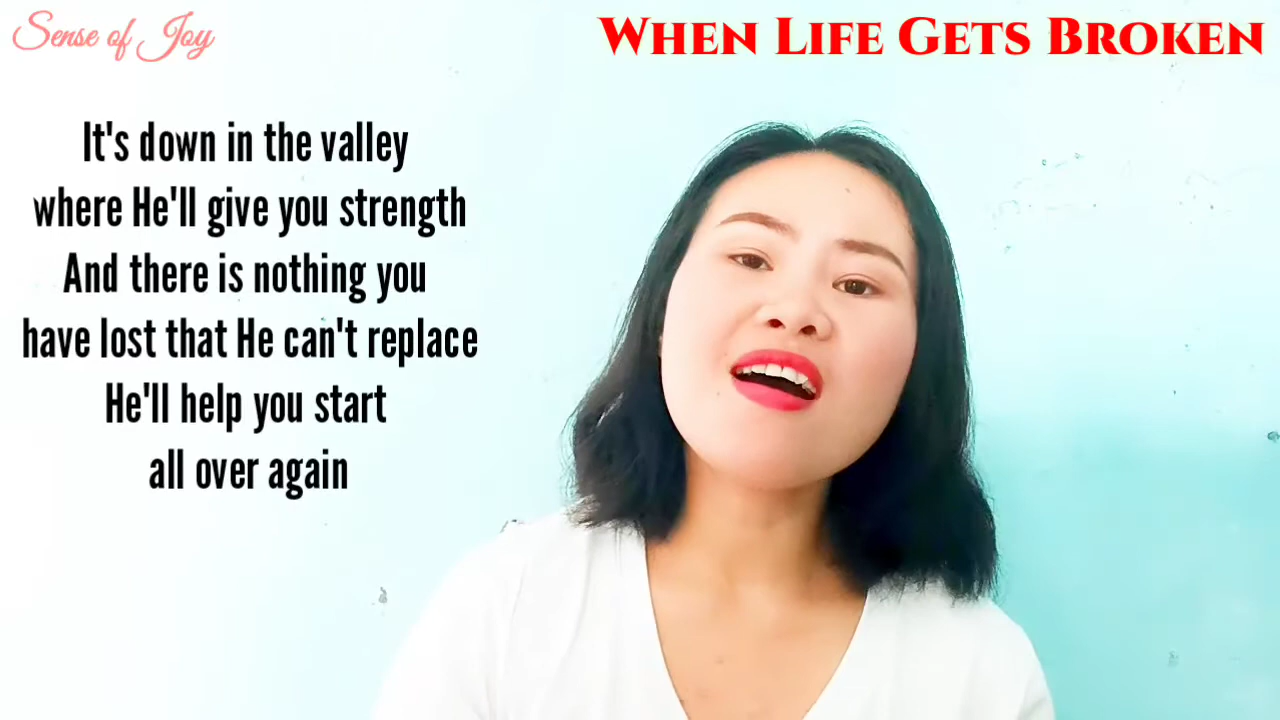 Sense of Joy
When Life Gets Broken
It's down in the valley
where He'll give you strength
And there is nothing you
have lost that He can't replace
He'll help you start
all over again